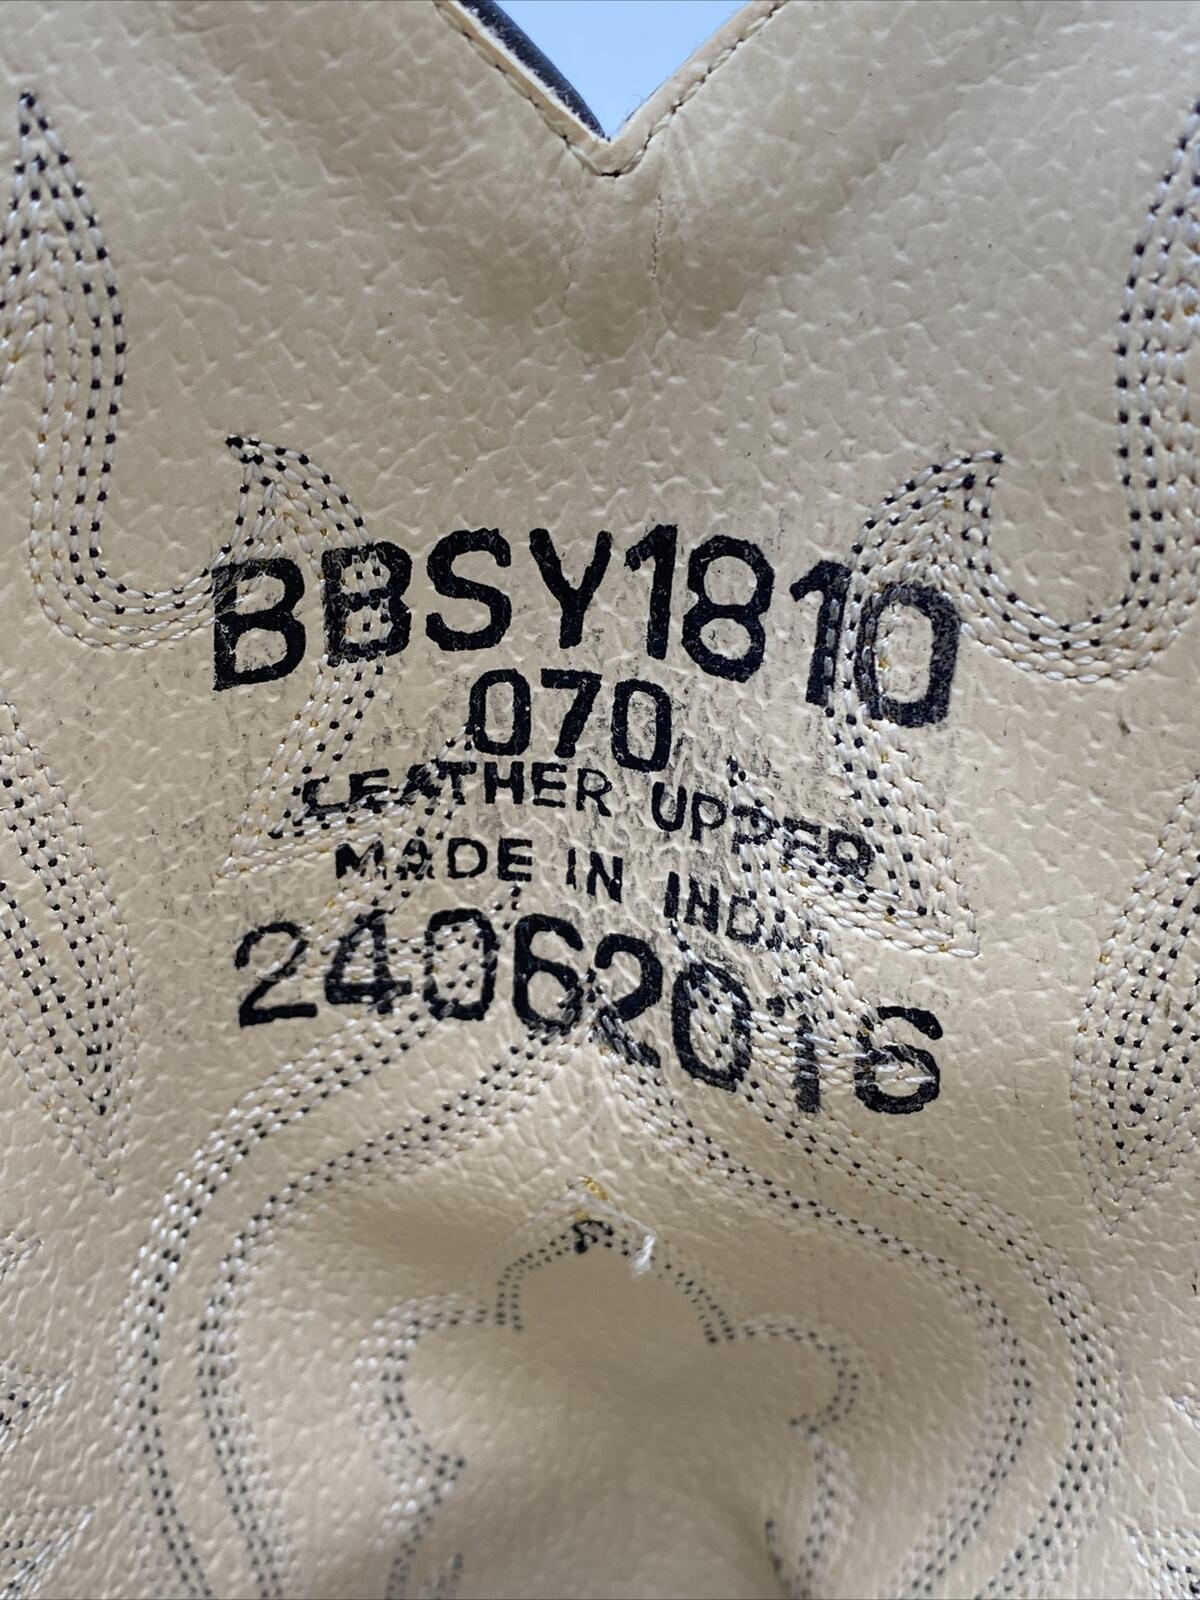 BBSY1810
070
LEATHER UPPER
MADE IN INDIA
24062016